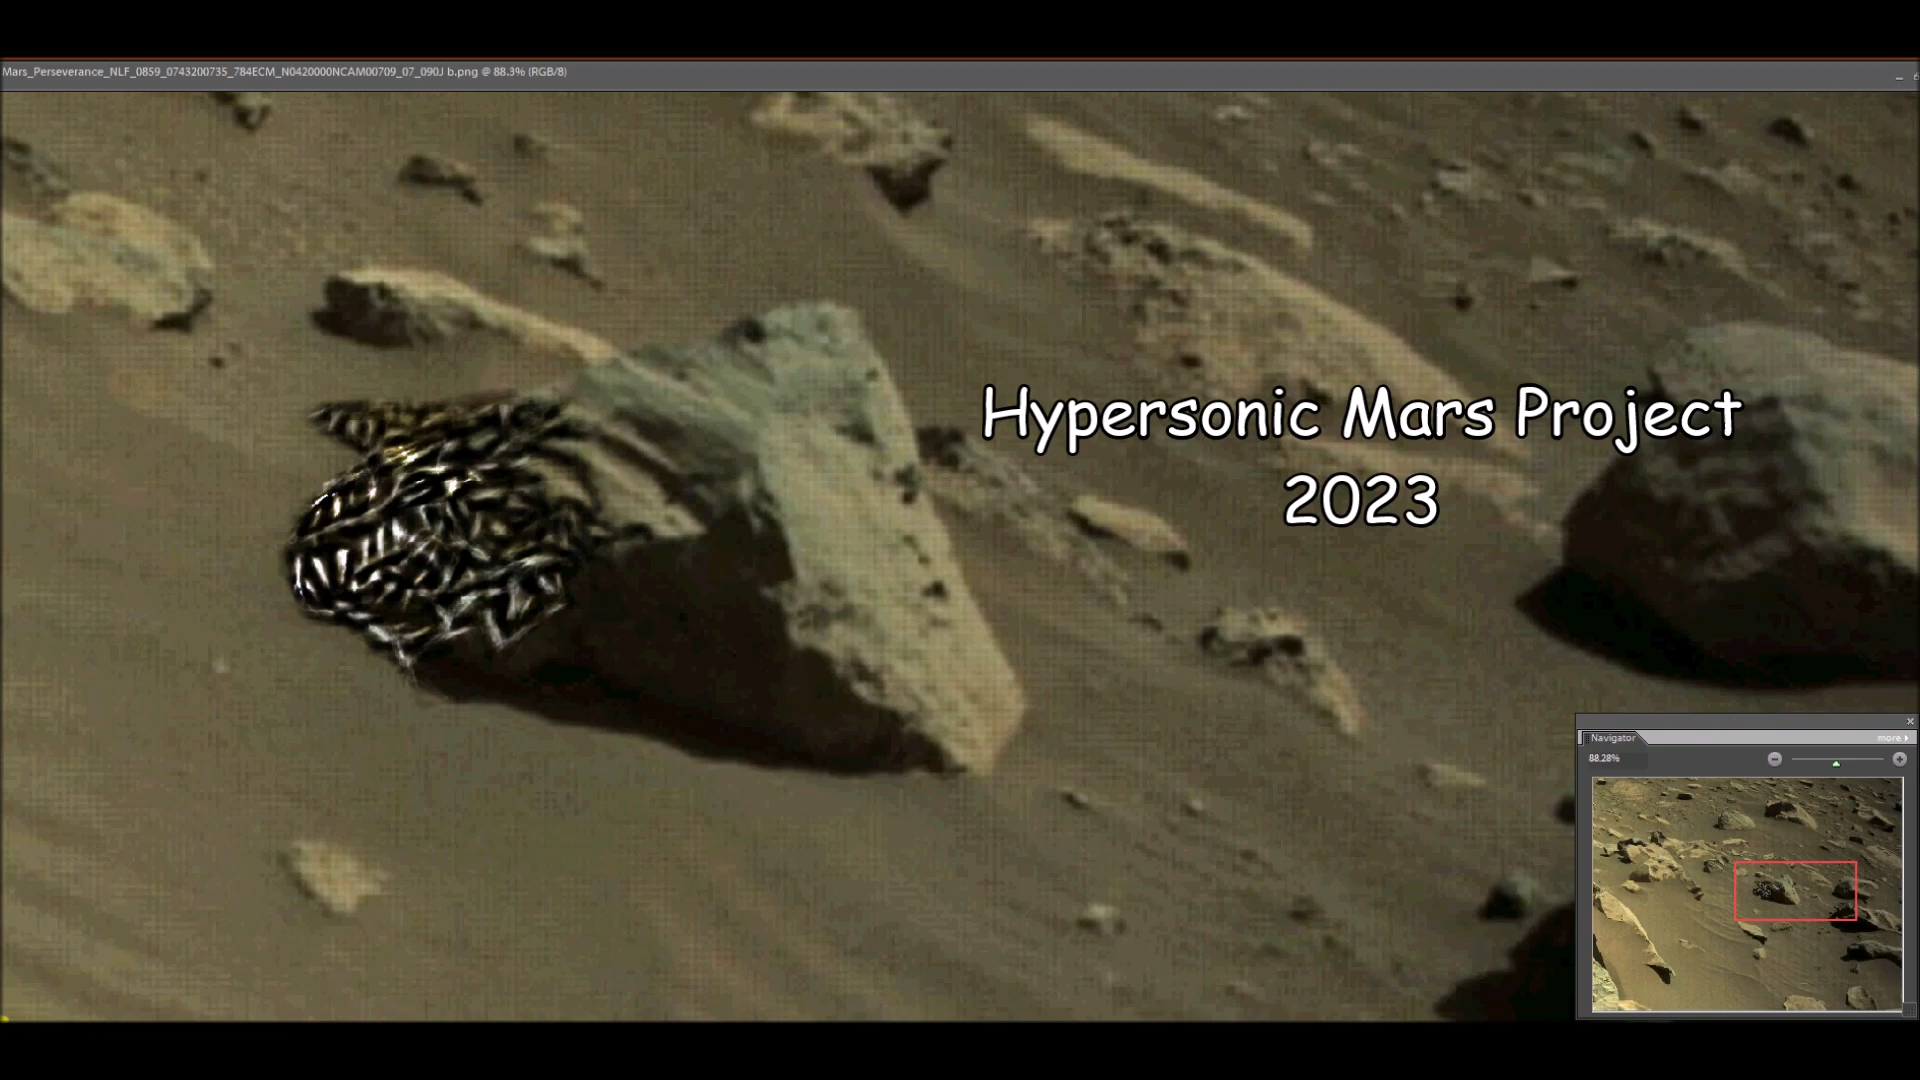 Mars_Perseverance_NLF_0859_0743200735_784ECM_N0420000NCAM00709_07_090J b.png @ 88.3% (RGB/8)
Hypersonic Mars Project
2023
Navigator
more
88.28%